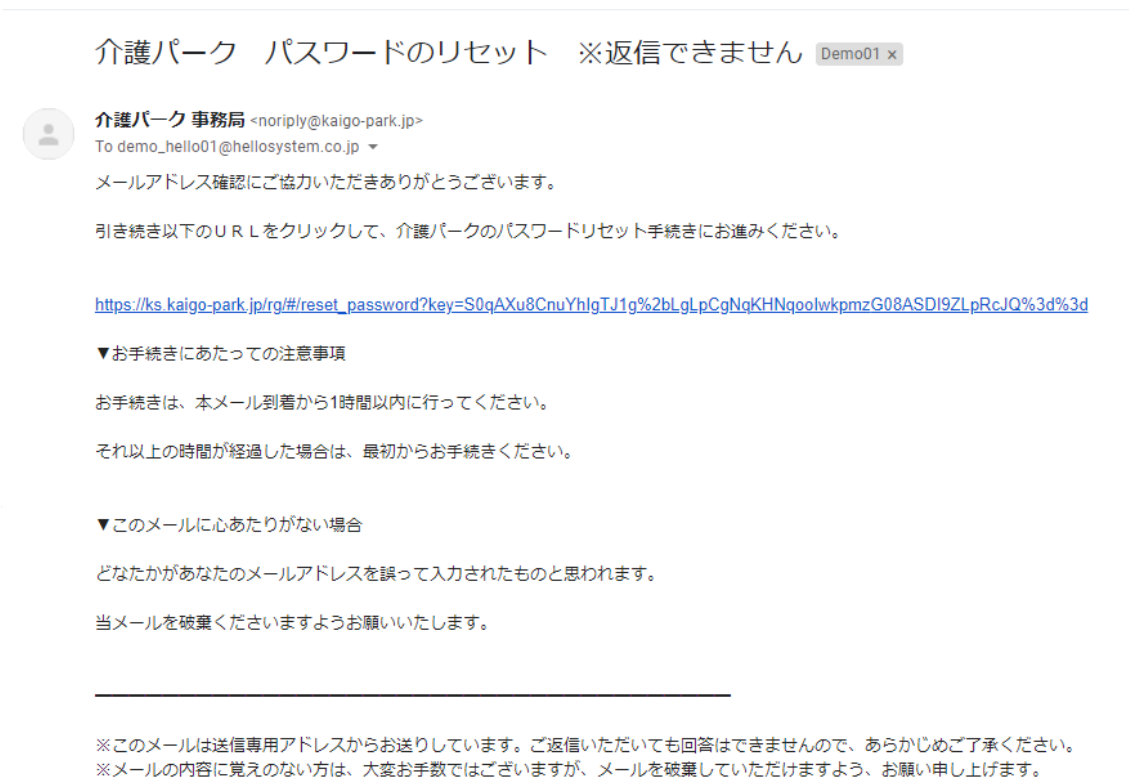 介護パーク　パスワードのリセット　※返信できません Demo01 ×
介護パーク 事務局 <noriply@kaigo-park.jp>
To demo_hello01@hellosystem.co.jp
メールアドレス確認にご協力いただきありがとうございます。
引き続き以下のＵＲＬをクリックして、介護パークのパスワードリセット手続きにお進みください。
https://ks.kaigo-park.jp/rg/#/reset_password?key=S0qAXu8CnuYhIgTJ1g%2bLgLpCgNqKHNqooIwkpmzG08ASDI9ZLpRcJQ%3d%3d
▼お手続きにあたっての注意事項
お手続きは、本メール到着から1時間以内に行ってください。
それ以上の時間が経過した場合は、最初からお手続きください。
▼このメールに心あたりがない場合
どなたかがあなたのメールアドレスを誤って入力されたものと思われます。
当メールを破棄くださいますようお願いいたします。
※このメールは送信専用アドレスからお送りしています。ご返信いただいても回答はできませんので、あらかじめご了承ください。
※メールの内容に覚えのない方は、大変お手数ではございますが、メールを破棄していただけますよう、お願い申し上げます。